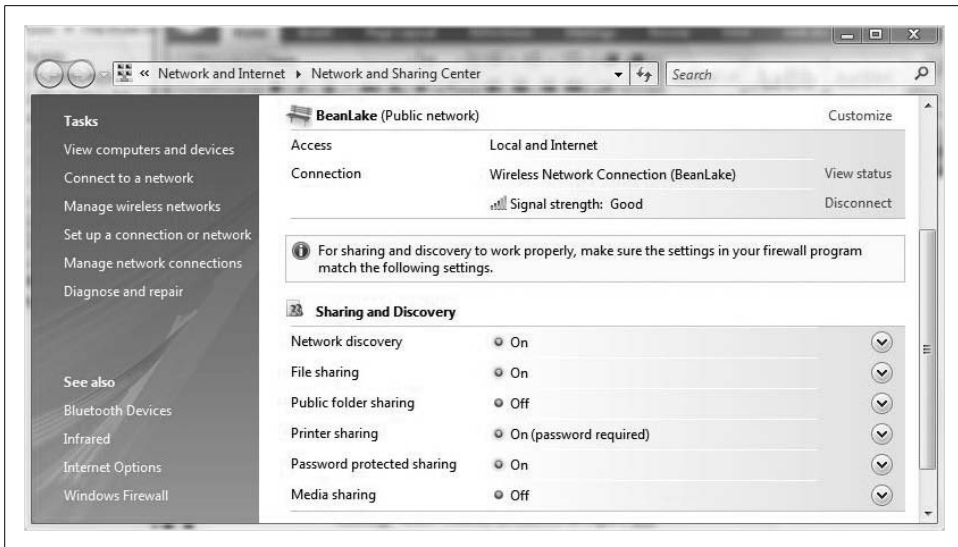 « Network and Internet ▸ Network and Sharing Center
Search
Tasks
View computers and devices
Connect to a network
Manage wireless networks
Set up a connection or network
Manage network connections
Diagnose and repair
See also
Bluetooth Devices
Infrared
Internet Options
Windows Firewall
BeanLake (Public network) Customize
Access Local and Internet
Connection Wireless Network Connection (BeanLake) View status
Signal strength: Good Disconnect
For sharing and discovery to work properly, make sure the settings in your firewall program
match the following settings.
Sharing and Discovery
Network discovery On
File sharing On
Public folder sharing Off
Printer sharing On (password required)
Password protected sharing On
Media sharing Off